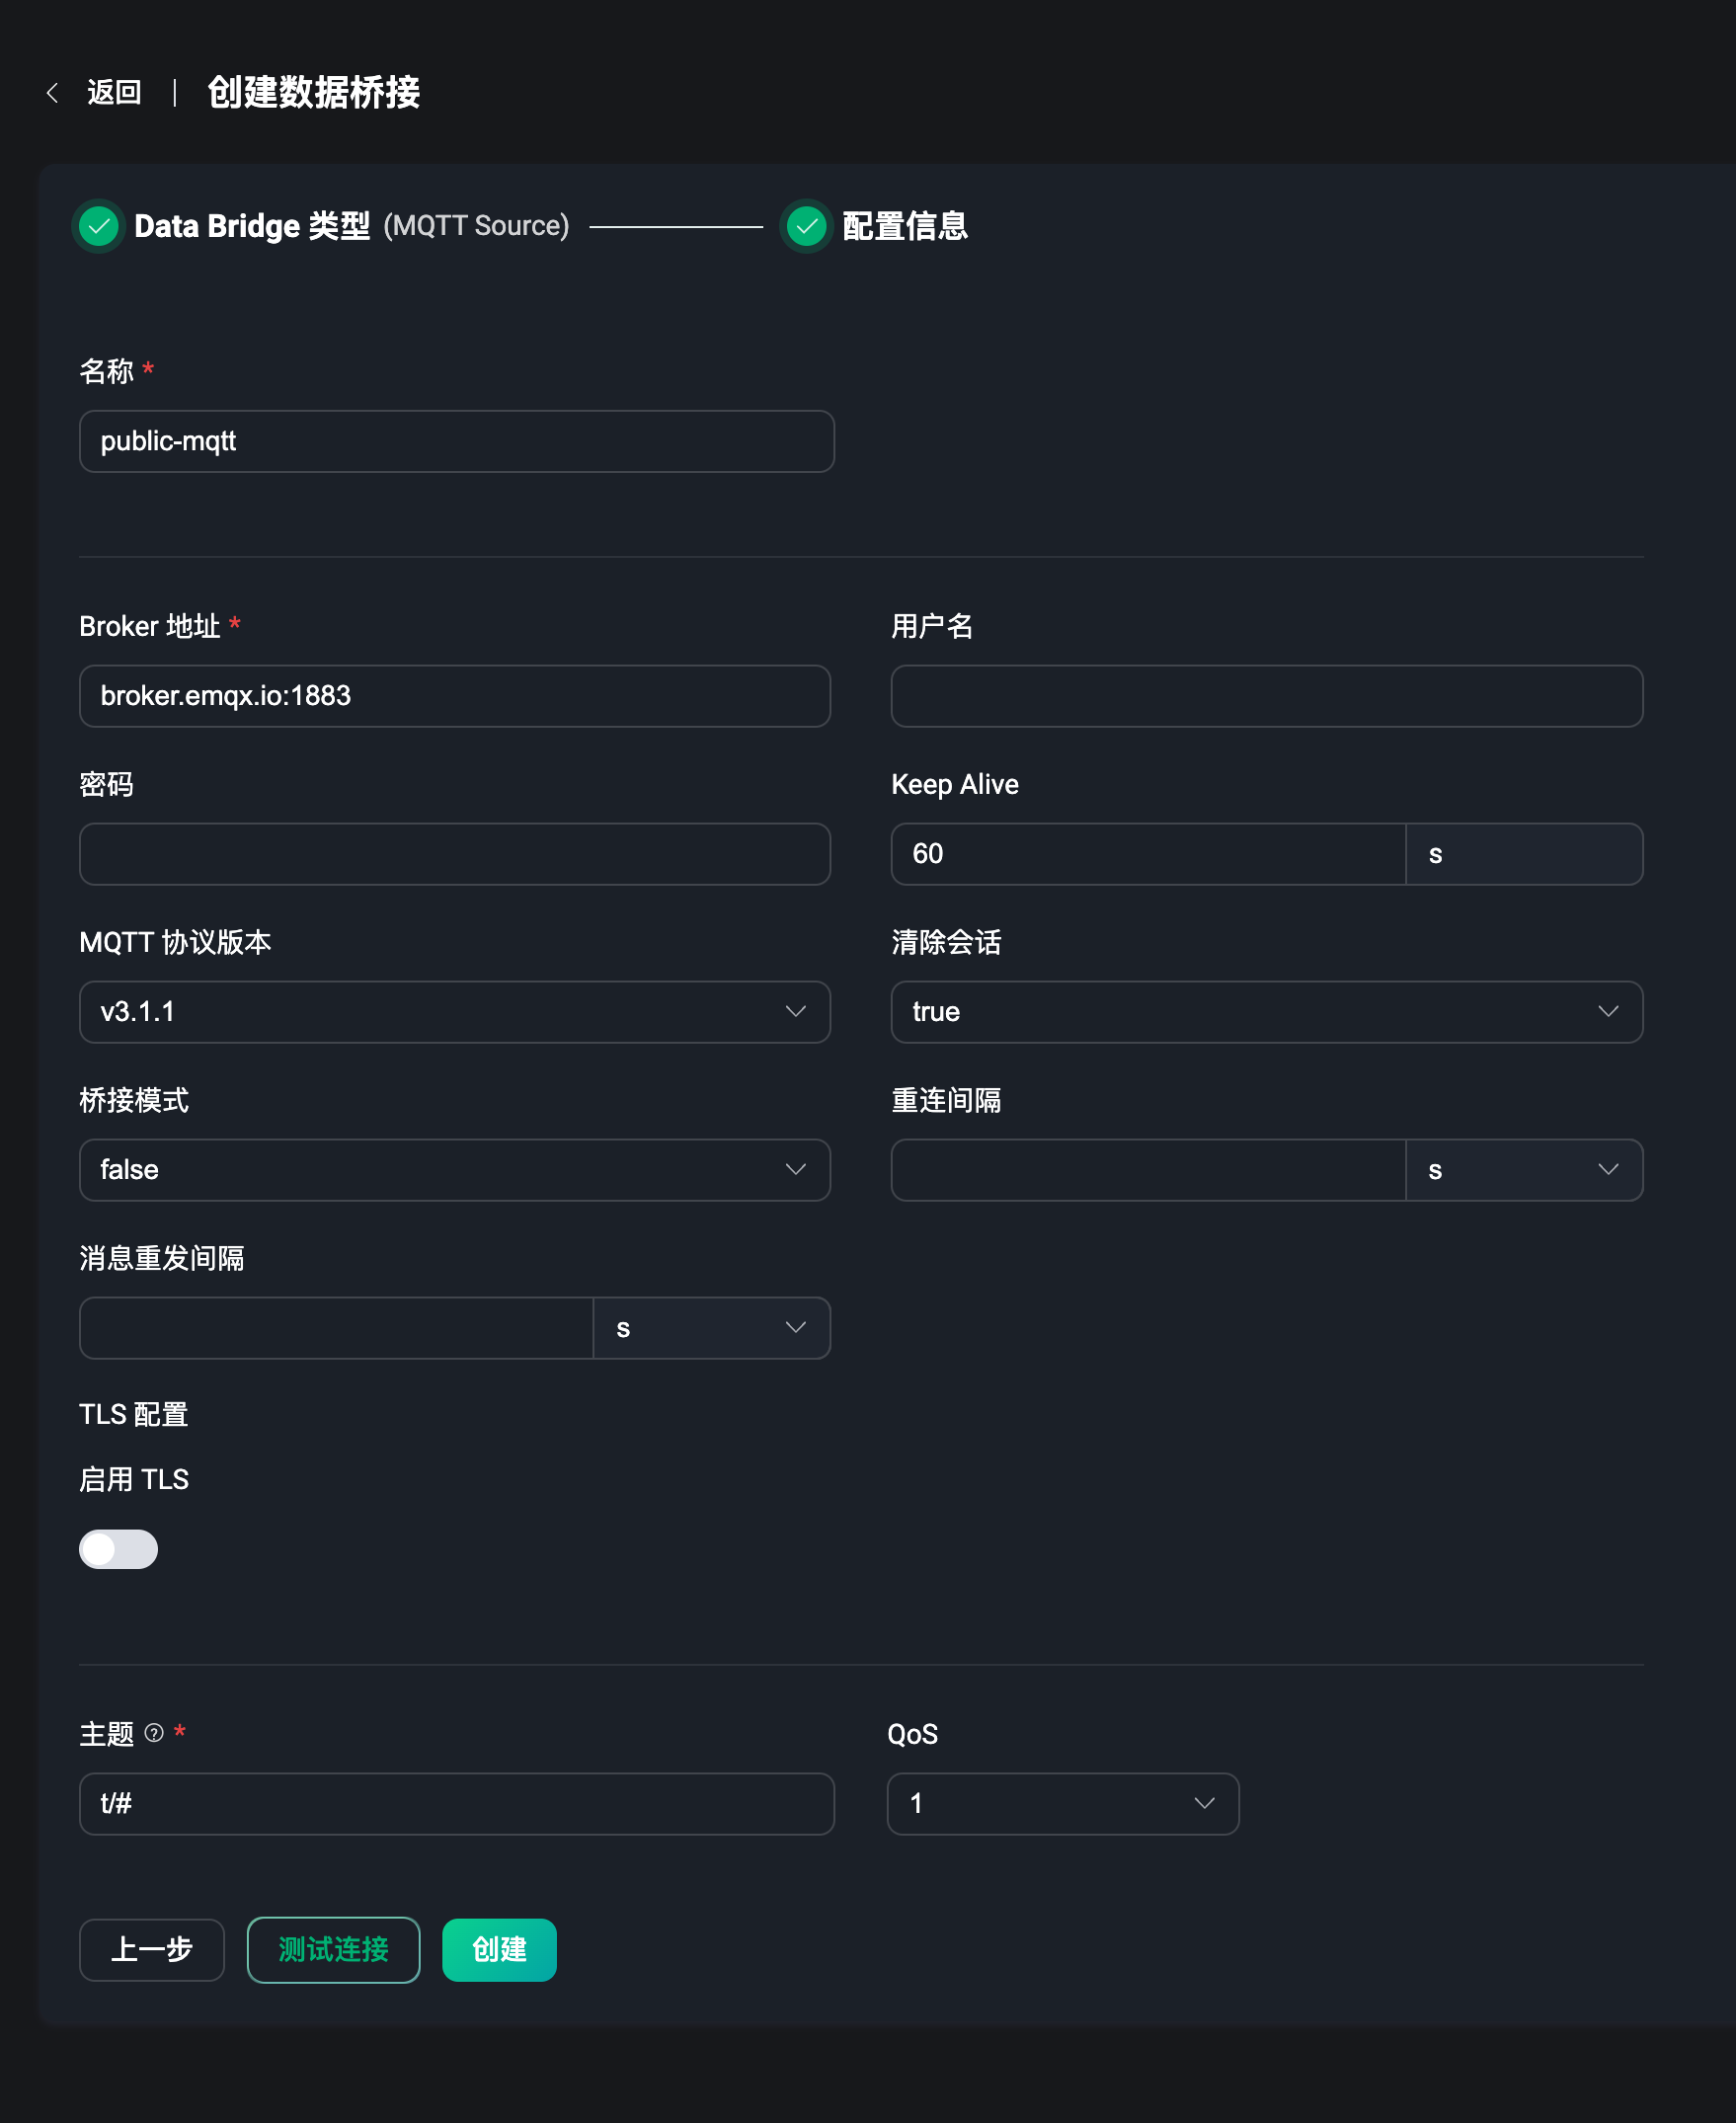 返回 | 创建数据桥接
Data Bridge 类型 (MQTT Source) 配置信息
名称 *
public-mqtt
Broker 地址 * 用户名
broker.emqx.io:1883
密码 Keep Alive
60 s
MQTT 协议版本 清除会话
v3.1.1 true
桥接模式 重连间隔
false s
消息重发间隔
s
TLS 配置
启用 TLS
主题 ? * QoS
t/# 1
上一步 测试连接 创建